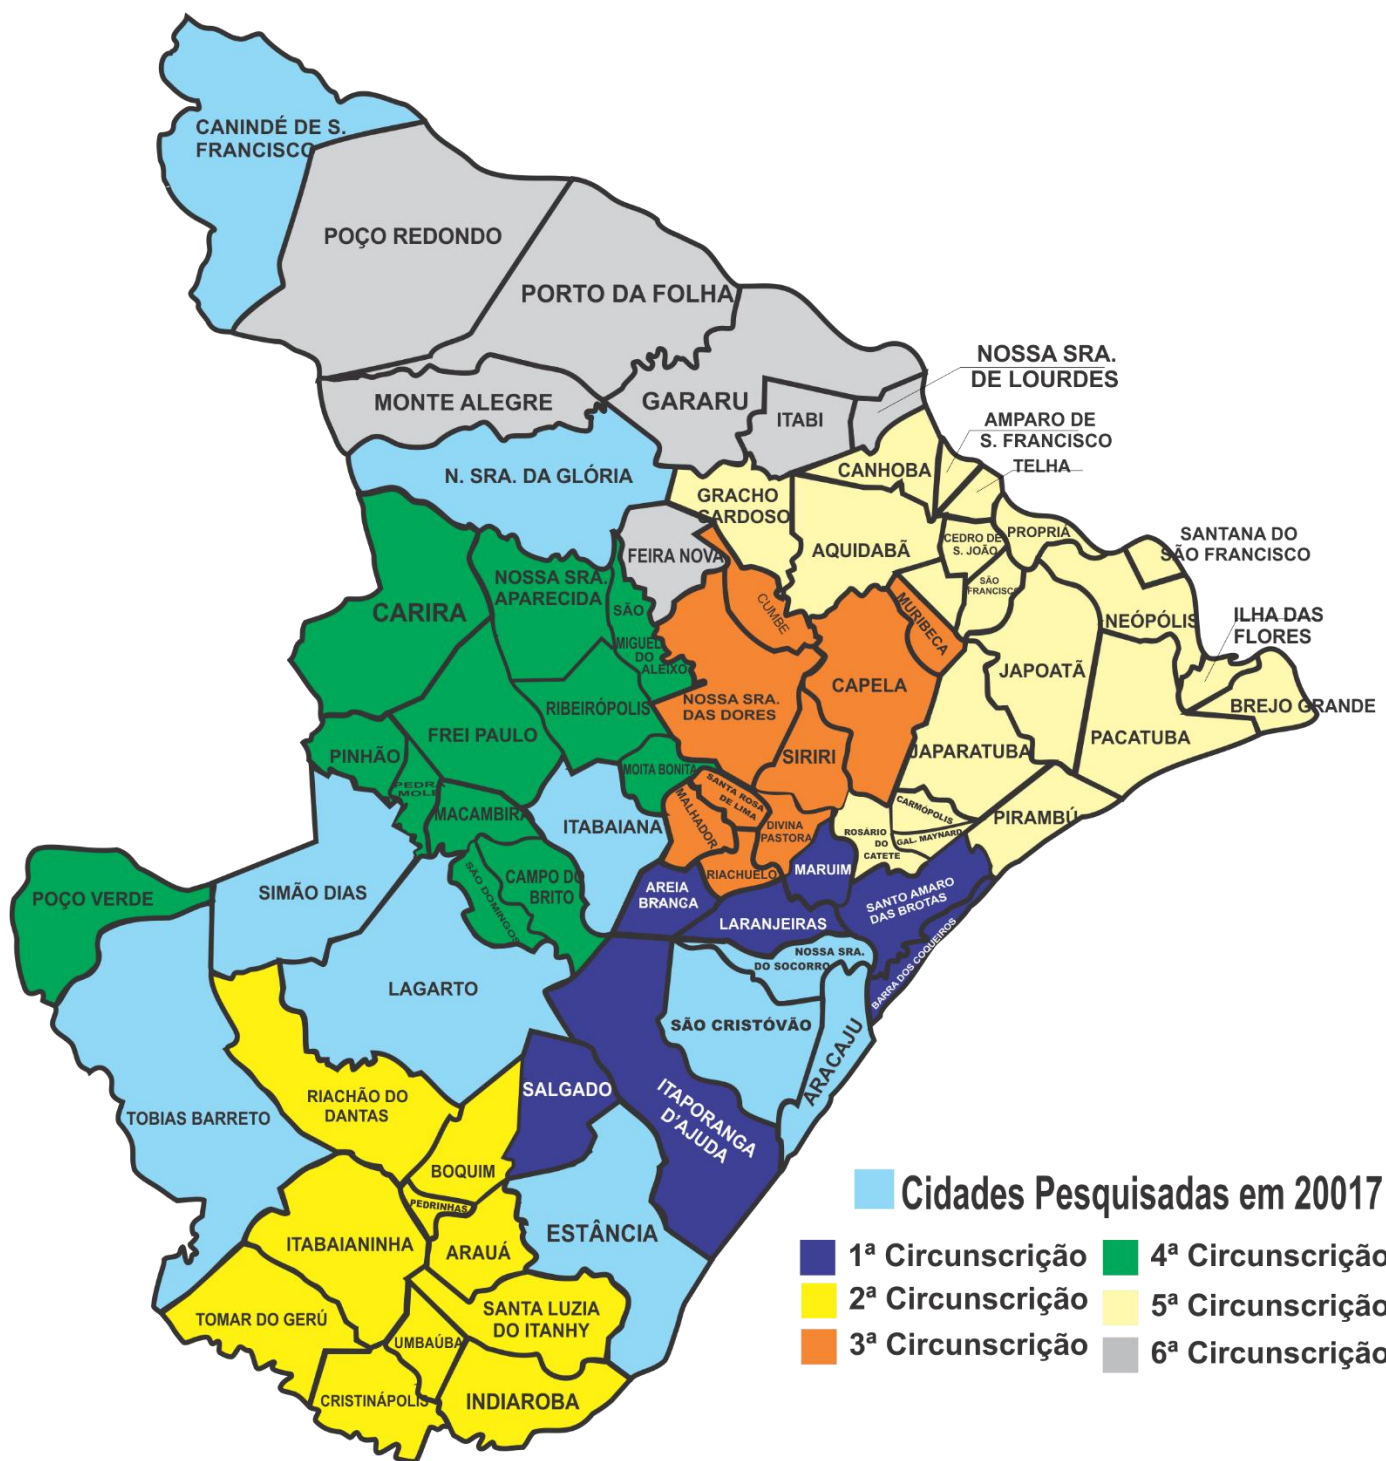 CANINDÉ DE S.
FRANCISCO
POÇO REDONDO
PORTO DA FOLHA
NOSSA SRA.
DE LOURDES
MONTE ALEGRE
GARARU
ITABI
AMPARO DE
S. FRANCISCO
TELHA
CANHOBA
N. SRA. DA GLÓRIA
GRACHO
CARDOSO
AQUIDABÃ
CEDRO DE
S. JOÃO
PROPRIÁ
SANTANA DO
SÃO FRANCISCO
FEIRA NOVA
NOSSA SRA.
APARECIDA
SÃO
FRANCISCO
CARIRA
SÃO
MIGUEL
DO
ALEIXO
CUMBE
MURIBECA
NEÓPÓLIS
ILHA DAS
FLORES
JAPOATÃ
CAPELA
NOSSA SRA.
DAS DORES
RIBEIRÓPOLIS
BREJO GRANDE
FREI PAULO
PACATUBA
JAPARATUBA
PINHÃO
SIRIRI
MOITA BONITA
PEDRA
MOLE
SANTA ROSA
DE LIMA
MACAMBIRA
MALHADOR
ITABAIANA
DIVINA
PASTORA
CARMÓPOLIS
PIRAMBÚ
ROSÁRIO
DO
CATETE
GAL. MAYNARD
MARUIM
RIACHUELO
CAMPO DO
BRITO
SÃO DOMINGOS
AREIA
BRANCA
SIMÃO DIAS
POÇO VERDE
SANTO AMARO
DAS BROTAS
LARANJEIRAS
NOSSA SRA.
DO SOCORRO
BARRA DOS COQUEIROS
LAGARTO
SÃO CRISTÓVÃO
ARACAJU
SALGADO
ITAPORANGA
D'AJUDA
RIACHÃO DO
DANTAS
TOBIAS BARRETO
BOQUIM
PEDRINHAS
ESTÂNCIA
ITABAIANINHA
ARAUÁ
SANTA LUZIA
DO ITANHY
TOMAR DO GERÚ
UMBAÚBA
CRISTINÁPOLIS
INDIAROBA
Cidades Pesquisadas em 20017
1ª Circunscrição
2ª Circunscrição
3ª Circunscrição
4ª Circunscrição
5ª Circunscrição
6ª Circunscrição